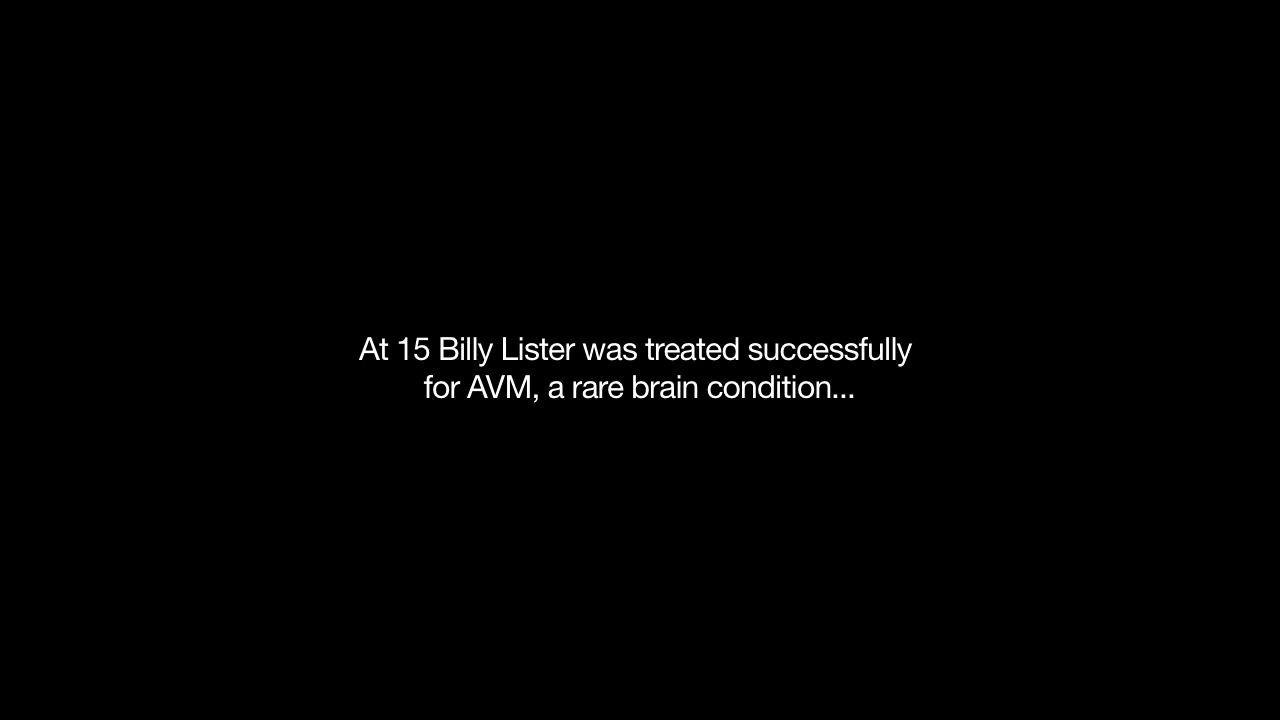 At 15 Billy Lister was treated successfully
for AVM, a rare brain condition...